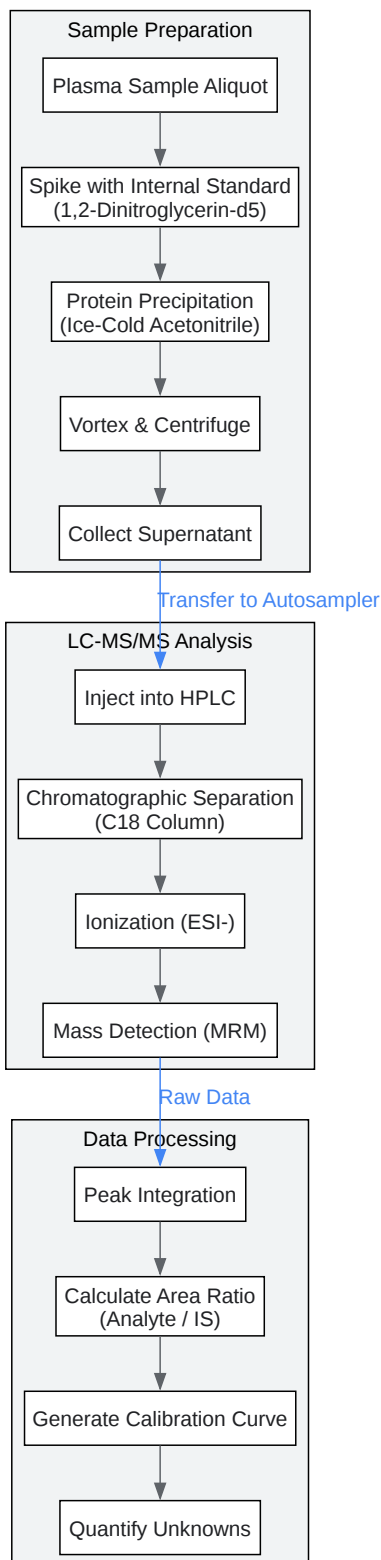 Sample Preparation
Plasma Sample Aliquot
Spike with Internal Standard
(1,2-Dinitroglycerin-d5)
Protein Precipitation
(Ice-Cold Acetonitrile)
Vortex & Centrifuge
Collect Supernatant
Transfer to Autosampler
LC-MS/MS Analysis
Inject into HPLC
Chromatographic Separation
(C18 Column)
Ionization (ESI-)
Mass Detection (MRM)
Raw Data
Data Processing
Peak Integration
Calculate Area Ratio
(Analyte / IS)
Generate Calibration Curve
Quantify Unknowns